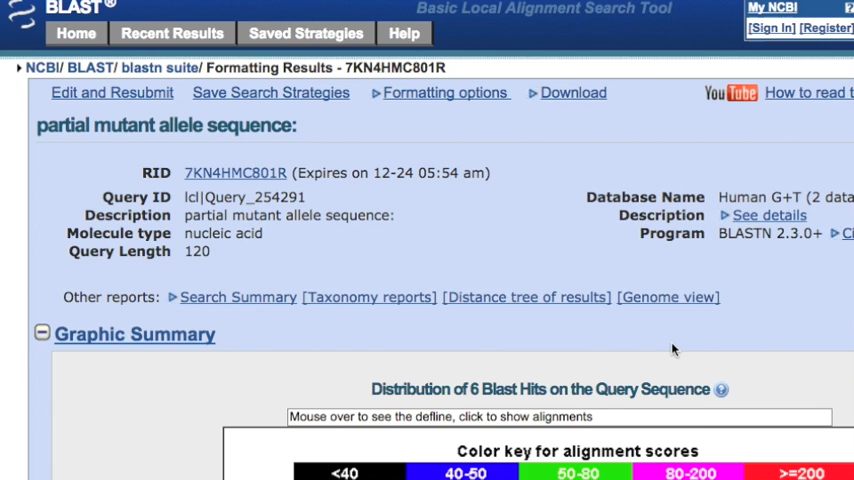 BLAST®
Basic Local Alignment Search Tool
My NCBI
[Sign In] [Register]
Home
Recent Results
Saved Strategies
Help
NCBI/ BLAST/ blastn suite/ Formatting Results - 7KN4HMC801R
Edit and Resubmit
Save Search Strategies
Formatting options
Download
YouTube
How to read t
partial mutant allele sequence:
RID 7KN4HMC801R (Expires on 12-24 05:54 am)
Query ID lcl|Query_254291
Description partial mutant allele sequence:
Molecule type nucleic acid
Query Length 120
Database Name Human G+T (2 data
Description See details
Program BLASTN 2.3.0+ Ci
Other reports: Search Summary [Taxonomy reports] [Distance tree of results] [Genome view]
Graphic Summary
Distribution of 6 Blast Hits on the Query Sequence ?
Mouse over to see the defline, click to show alignments
Color key for alignment scores
<40 40-50 50-80 80-200 >=200